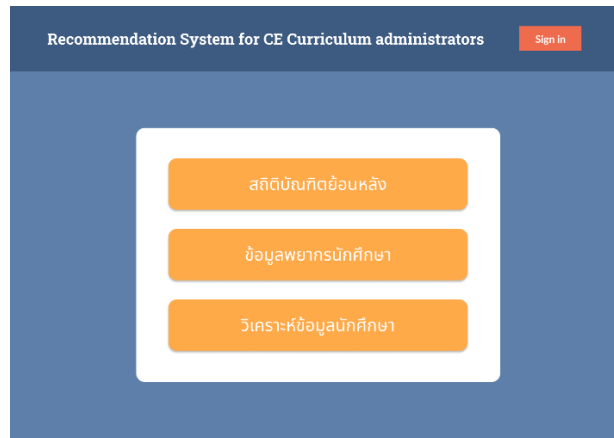 Recommendation System for CE Curriculum administrators
Sign in
สถิติบัณฑิตย้อนหลัง
ข้อมูลพยากรนักศึกษา
วิเคราะห์ข้อมูลนักศึกษา